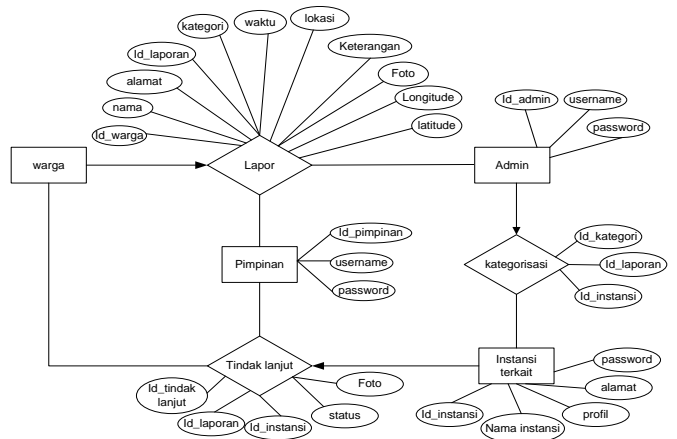 lokasi
waktu
kategori
Keterangan
Id_laporan
Foto
alamat
Longitude
Id_admin
username
nama
latitude
password
Id_warga
warga
Lapor
Admin
Id_pimpinan
Id_kategori
Pimpinan
username
kategorisasi
Id_laporan
password
Id_instansi
Tindak lanjut
Instansi
terkait
password
Foto
alamat
Id_tindak
lanjut
status
Id_instansi
profil
Id_laporan
Id_instansi
Nama instansi